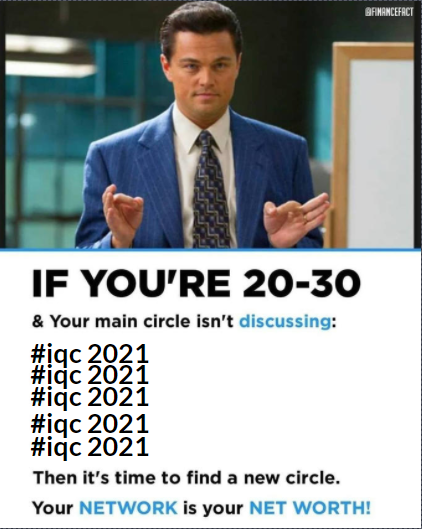 @FINANCEFACT
IF YOU'RE 20-30
& Your main circle isn't discussing:
#iqc 2021
#iqc 2021
#iqc 2021
#iqc 2021
#iqc 2021
Then it's time to find a new circle.
Your NETWORK is your NET WORTH!